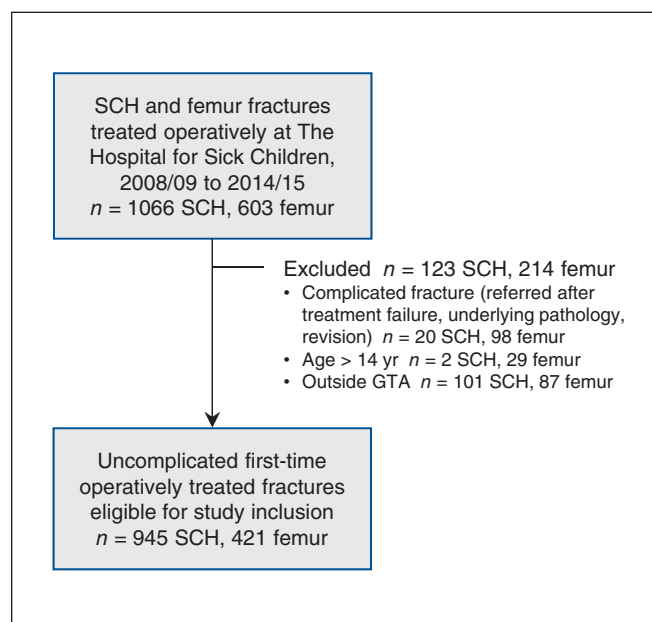 SCH and femur fractures
treated operatively at The
Hospital for Sick Children,
2008/09 to 2014/15
n = 1066 SCH, 603 femur
Excluded n = 123 SCH, 214 femur
• Complicated fracture (referred after
treatment failure, underlying pathology,
revision) n = 20 SCH, 98 femur
• Age > 14 yr n = 2 SCH, 29 femur
• Outside GTA n = 101 SCH, 87 femur
Uncomplicated first-time
operatively treated fractures
eligible for study inclusion
n = 945 SCH, 421 femur